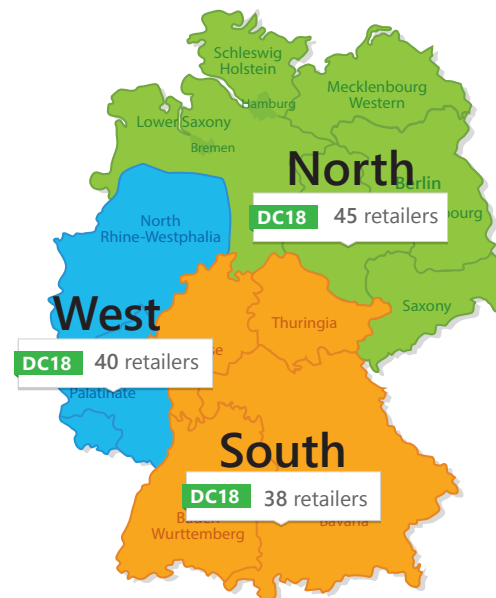 Schleswig
Holstein
Mecklenbourg
Western
Hamburg
Lower Saxony
Bremen
North
Berlin
DC18 45 retailers
North
Rhine-Westphalia
Saxony
West
Thuringia
DC18 40 retailers
Palatinate
South
DC18 38 retailers
Wurttemberg
Bavaria